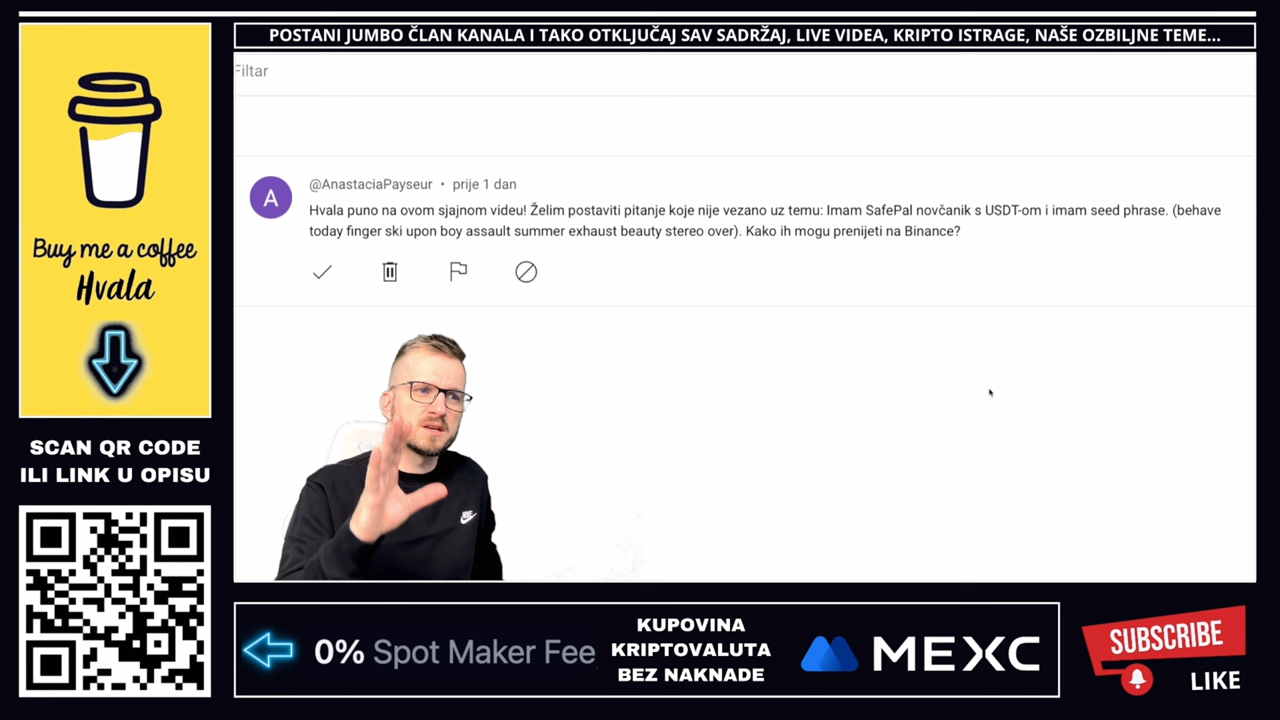 POSTANI JUMBO ČLAN KANALA I TAKO OTKLJUČAJ SAV SADRŽAJ, LIVE VIDEA, KRIPTO ISTRAGE, NAŠE OZBILJNE TEME...
Filtar
A
@AnastaciaPayseur • prije 1 dan
Hvala puno na ovom sjajnom videu! Želim postaviti pitanje koje nije vezano uz temu: Imam SafePal novčanik s USDT-om i imam seed phrase. (behave
today finger ski upon boy assault summer exhaust beauty stereo over). Kako ih mogu prenijeti na Binance?
Buy me a coffee
Hvala
SCAN QR CODE
ILI LINK U OPISU
0% Spot Maker Fee
KUPOVINA
KRIPTOVALUTA
BEZ NAKNADE
MEXC
SUBSCRIBE
LIKE